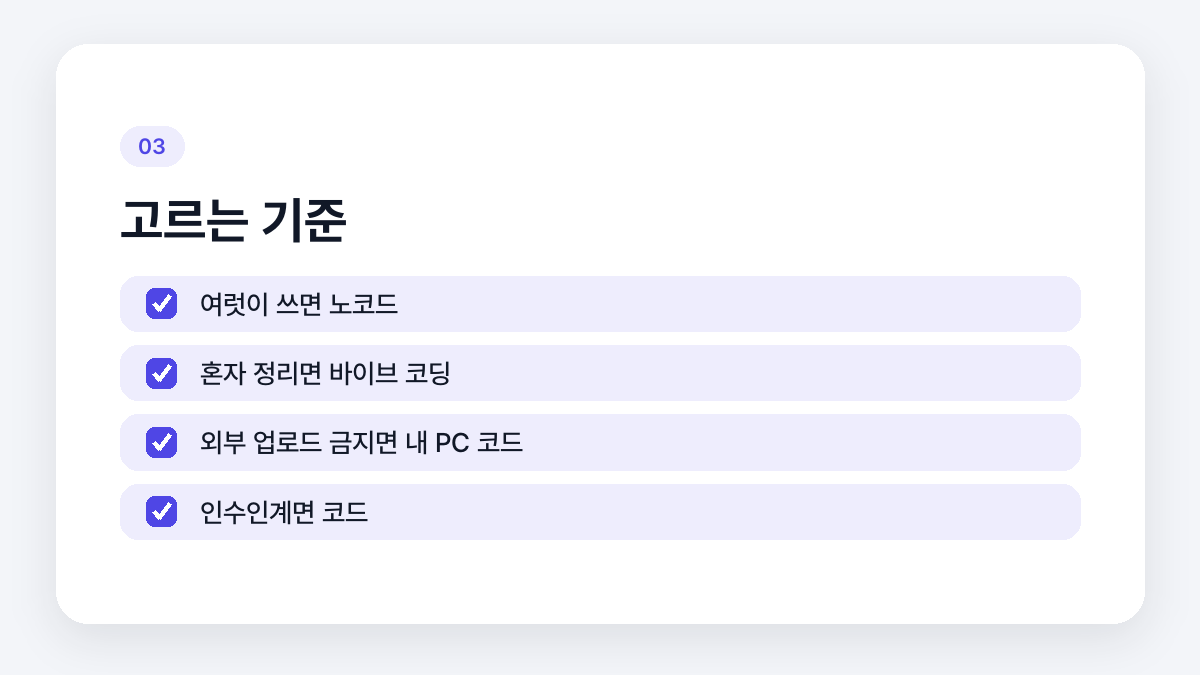 03
고르는 기준
여럿이 쓰면 노코드
혼자 정리면 바이브 코딩
외부 업로드 금지면 내 PC 코드
인수인계면 코드